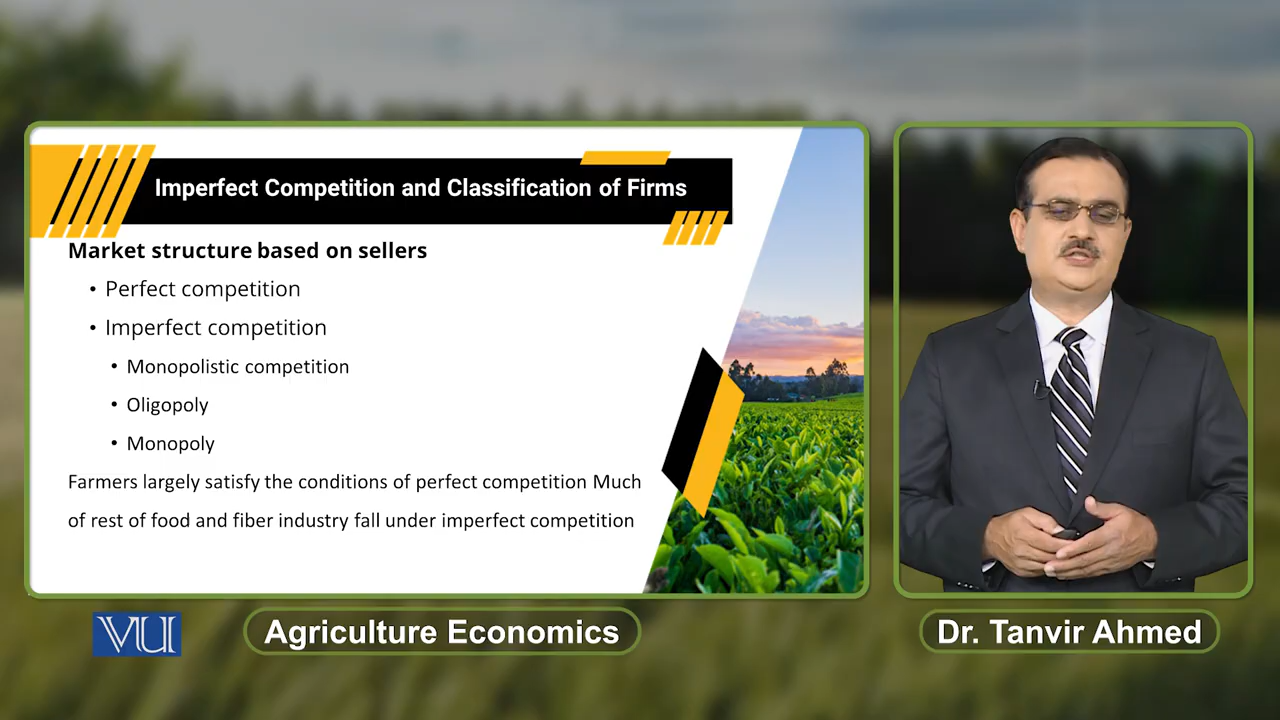 Imperfect Competition and Classification of Firms
Market structure based on sellers
• Perfect competition
• Imperfect competition
• Monopolistic competition
• Oligopoly
• Monopoly
Farmers largely satisfy the conditions of perfect competition Much
of rest of food and fiber industry fall under imperfect competition
VU
Agriculture Economics
Dr. Tanvir Ahmed